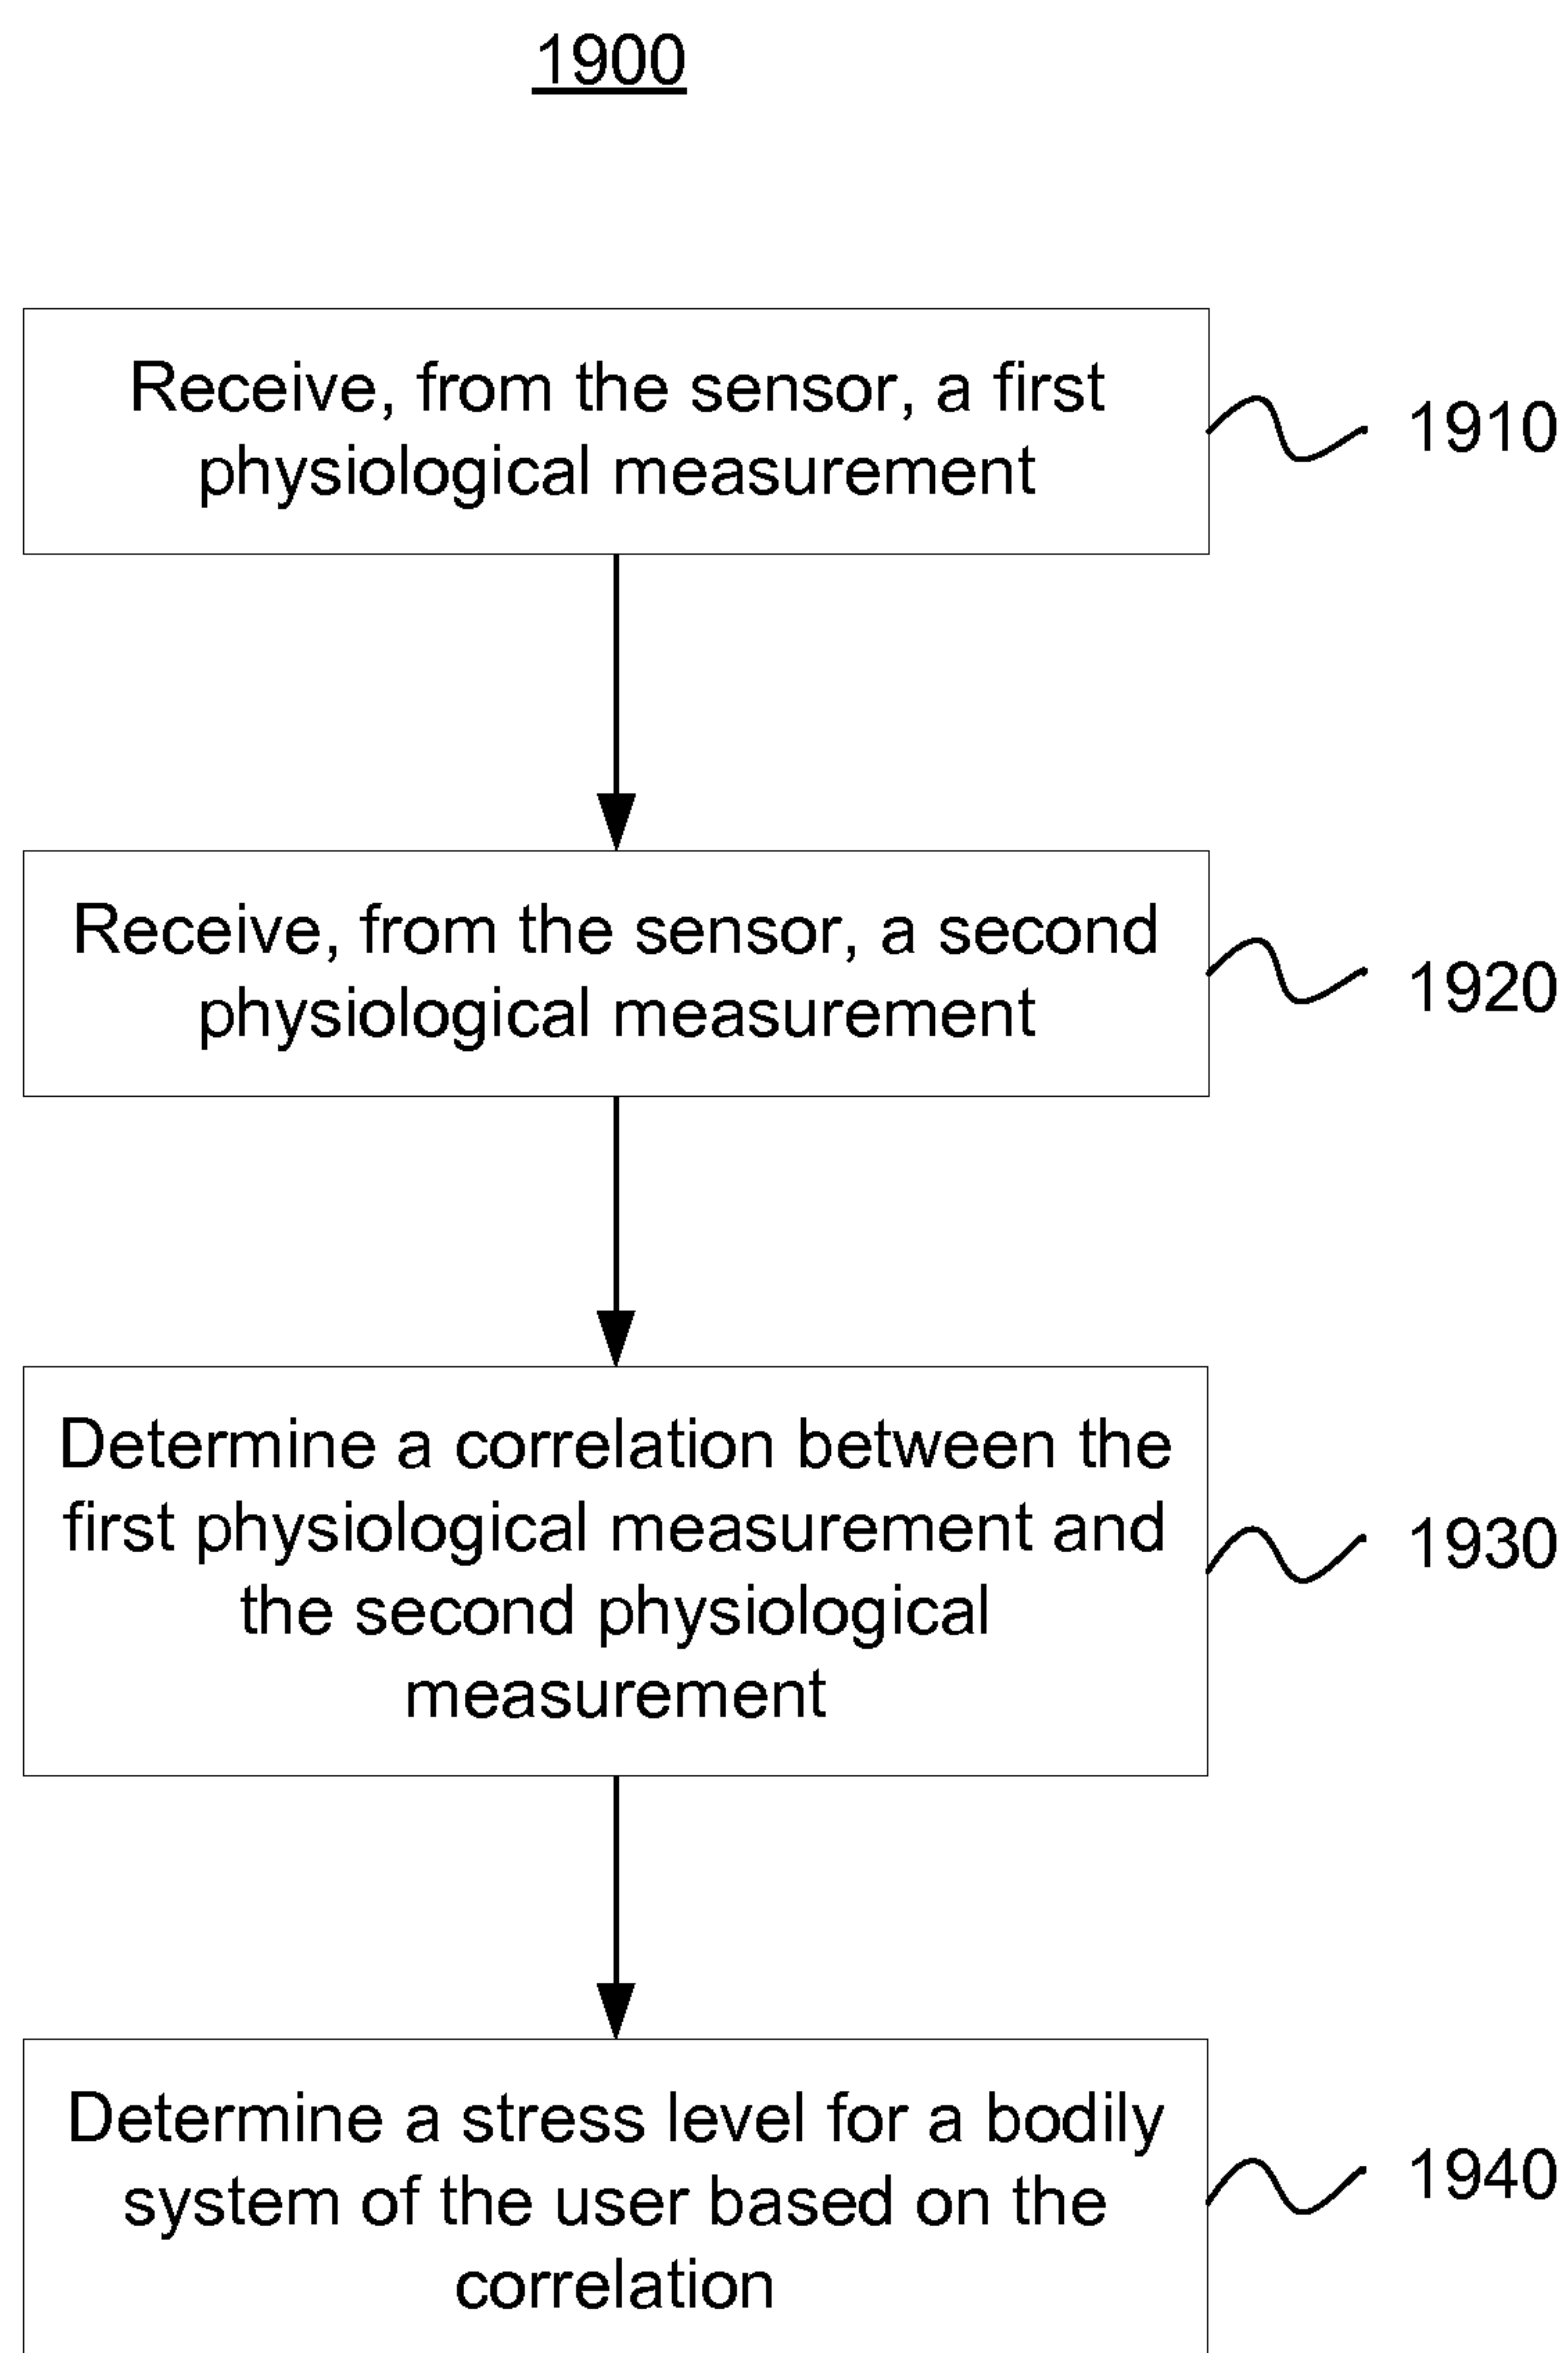 1900
Receive, from the sensor, a first
physiological measurement
1910
Receive, from the sensor, a second
physiological measurement
1920
Determine a correlation between the
first physiological measurement and
the second physiological
measurement
1930
Determine a stress level for a bodily
system of the user based on the
correlation
1940